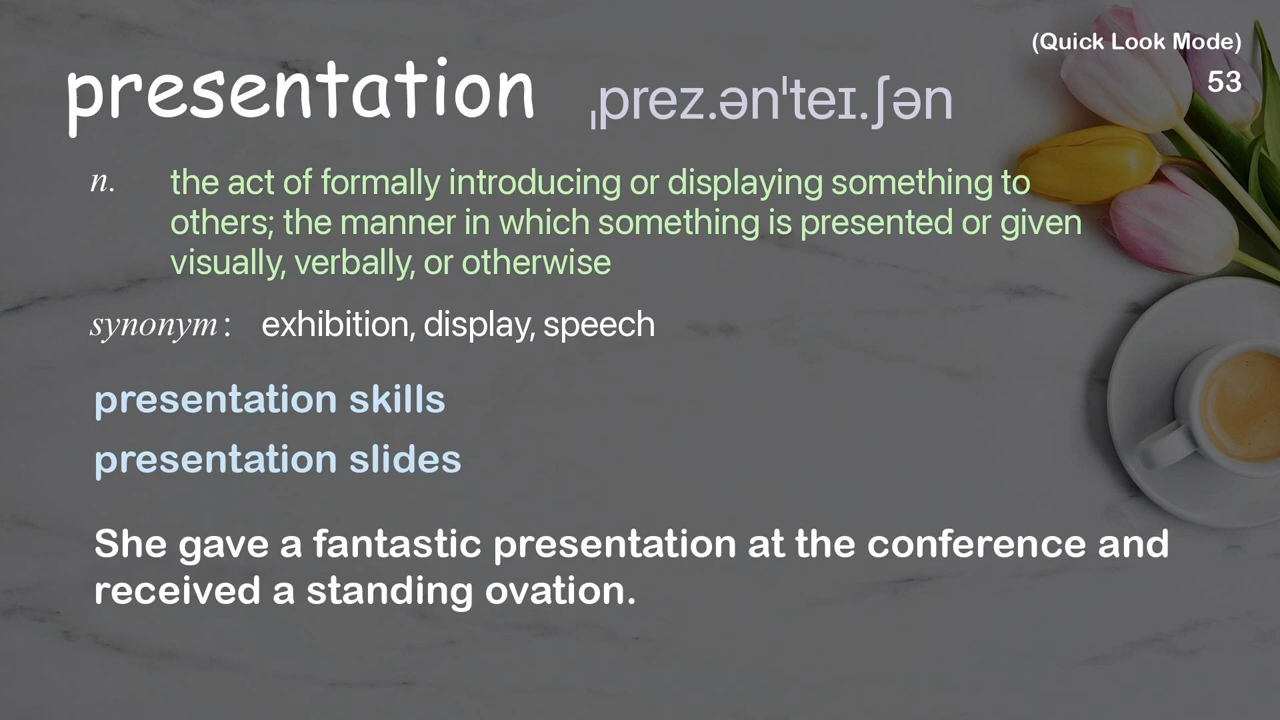 (Quick Look Mode)
53
presentation ˌprez.ənˈteɪ.ʃən
n. the act of formally introducing or displaying something to
others; the manner in which something is presented or given
visually, verbally, or otherwise
synonym: exhibition, display, speech
presentation skills
presentation slides
She gave a fantastic presentation at the conference and
received a standing ovation.